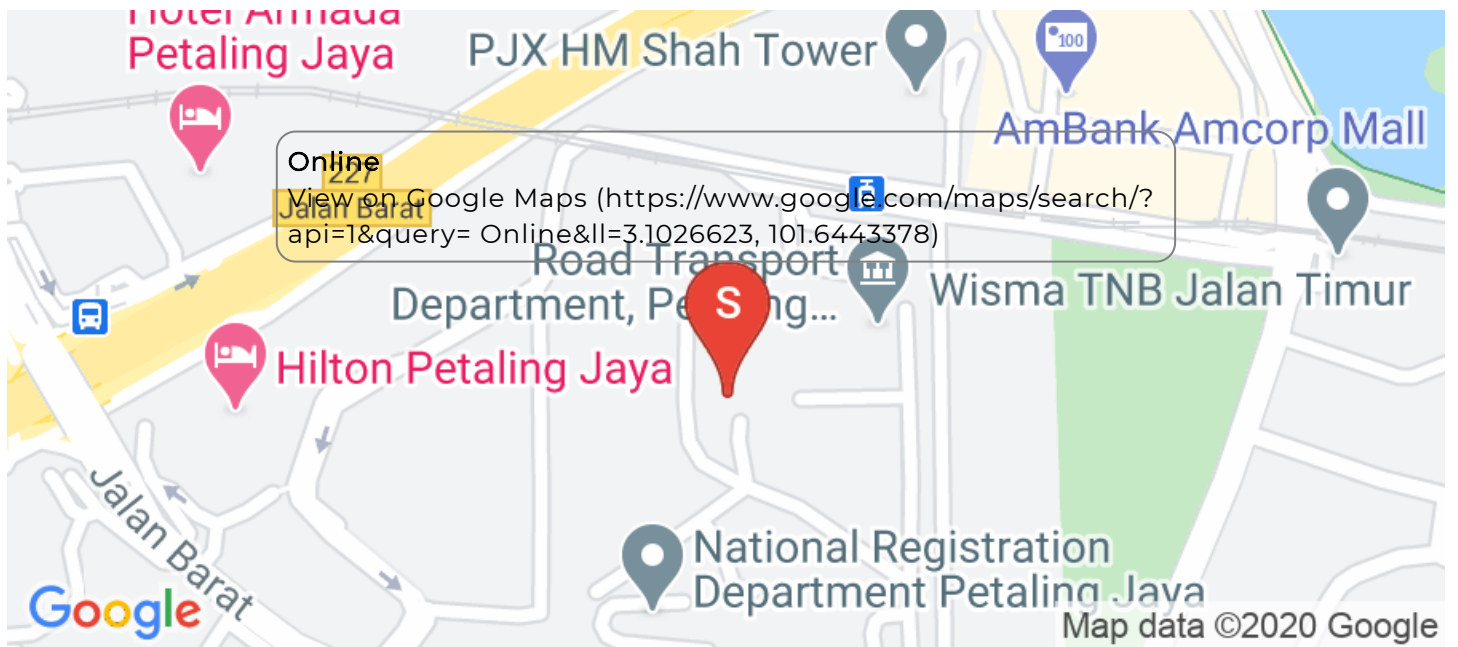 Hotel Armada
Petaling Jaya
PJX HM Shah Tower
100
AmBank Amcorp Mall
Online
227
View on Google Maps (https://www.google.com/maps/search/?
Jalan Barat
api=1&query= Online&ll=3.1026623, 101.6443378)
Road Transport
Department, Pe ng...
S
Wisma TNB Jalan Timur
Hilton Petaling Jaya
Jalan Barat
National Registration
Department Petaling Jaya
Google
Map data ©2020 Google